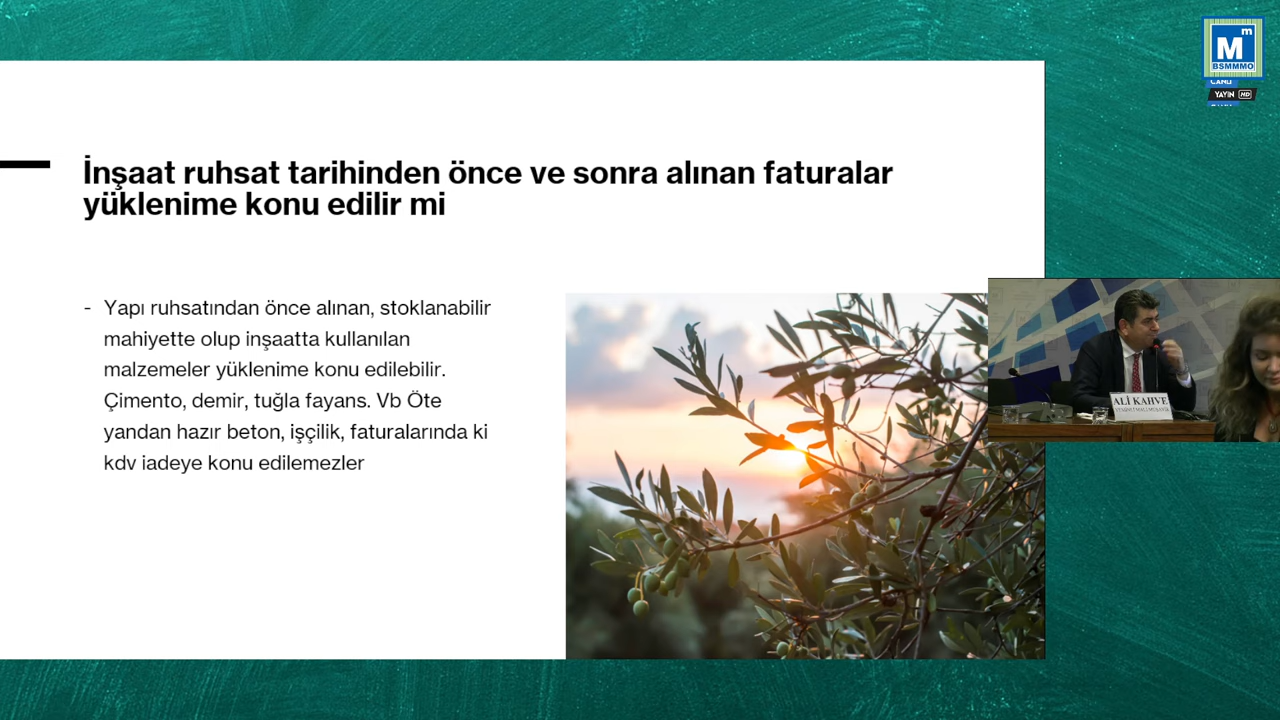 İnşaat ruhsat tarihinden önce ve sonra alınan faturalar
yüklenime konu edilir mi
- Yapı ruhsatından önce alınan, stoklanabilir
mahiyette olup inşaatta kullanılan
malzemeler yüklenime konu edilebilir.
Çimento, demir, tuğla fayans. Vb Öte
yandan hazır beton, işçilik, faturalarında ki
kdv iadeye konu edilemezler
Mm
BSMMMO
CANLI
YAYIN HD
ALİ KAHVE